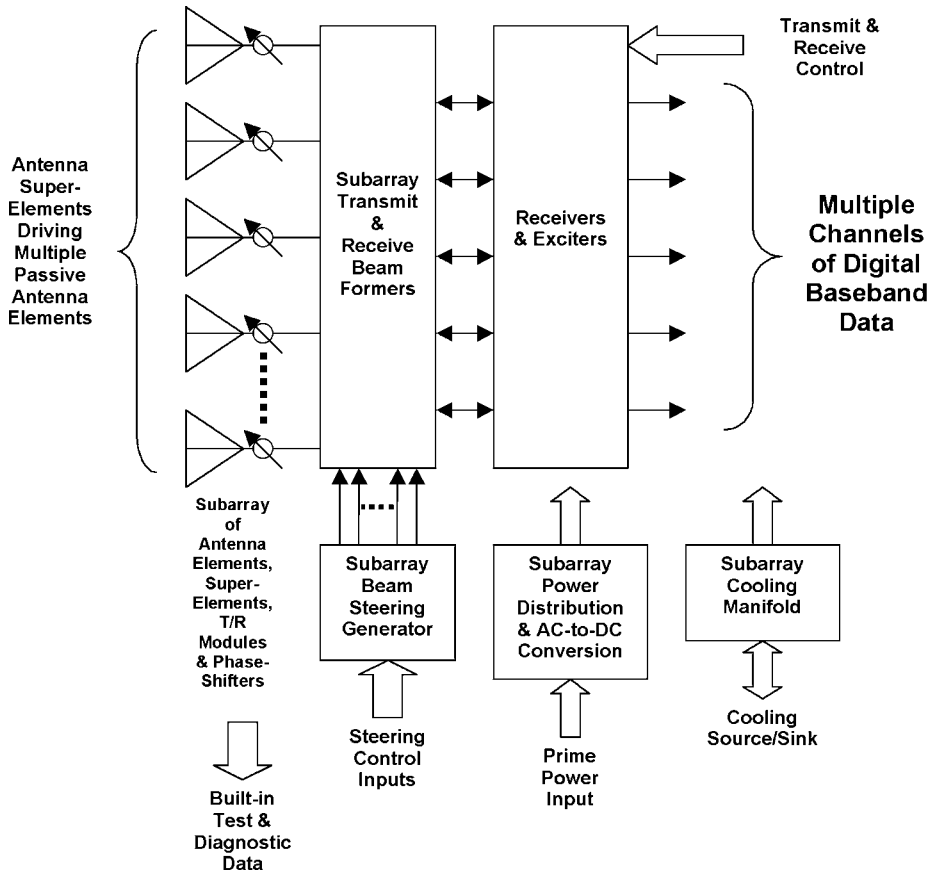 Transmit &
Receive
Control
Antenna
Super-
Elements
Driving
Multiple
Passive
Antenna
Elements
Subarray
Transmit
&
Receive
Beam
Formers
Receivers
& Exciters
Multiple
Channels
of Digital
Baseband
Data
Subarray
of
Antenna
Elements,
Super-
Elements,
T/R
Modules
& Phase-
Shifters
Subarray
Beam
Steering
Generator
Subarray
Power
Distribution
& AC-to-DC
Conversion
Subarray
Cooling
Manifold
Steering
Control
Inputs
Prime
Power
Input
Cooling
Source/Sink
Built-in
Test &
Diagnostic
Data